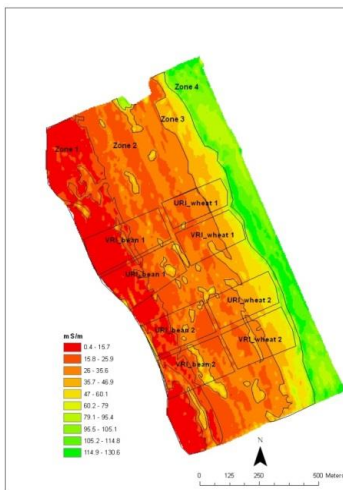 Zone 4
Zone 3
Zone 1
Zone 2
URI_wheat 1
VRI_wheat 1
VRI_bean 1
URI_bean 1
URI_wheat 2
URI_bean 2
VRI_wheat 2
VRI_bean 2
mS/m
0.4 - 15.7
15.8 - 25.9
26 - 35.6
35.7 - 46.9
47 - 60.1
60.2 - 79
79.1 - 95.4
95.5 - 105.1
105.2 - 114.8
114.9 - 130.6
N
0 125 250 500 Meters